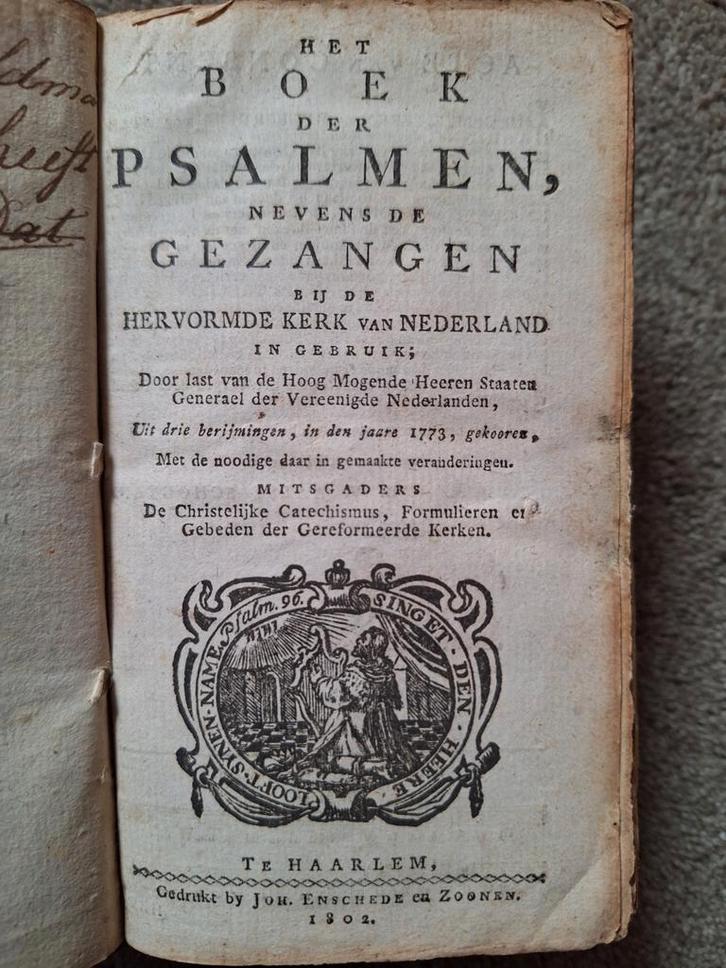 HET
BOEK
DER
PSALMEN,
NEVENS DE
GEZANGEN
BIJ DE
HERVORMDE KERK VAN NEDERLAND
IN GEBRUIK;
Door last van de Hoog Mogende Heeren Staaten
Generael der Vereenigde Nederlanden,
Uit drie berijmingen, in den jaare 1773, gekooren,
Met de noodige daar in gemaakte veranderingen.
MITSGADERS
De Christelijke Catechismus, Formulieren en
Gebeden der Gereformeerde Kerken.
Psalm. 96.
SINGET · DEN · HEERE ·
LOOFT · SYNEN · NAME
TE HAARLEM,
Gedrukt by JOH. ENSCHEDE en ZOONEN.
1802.
heeft
Dat